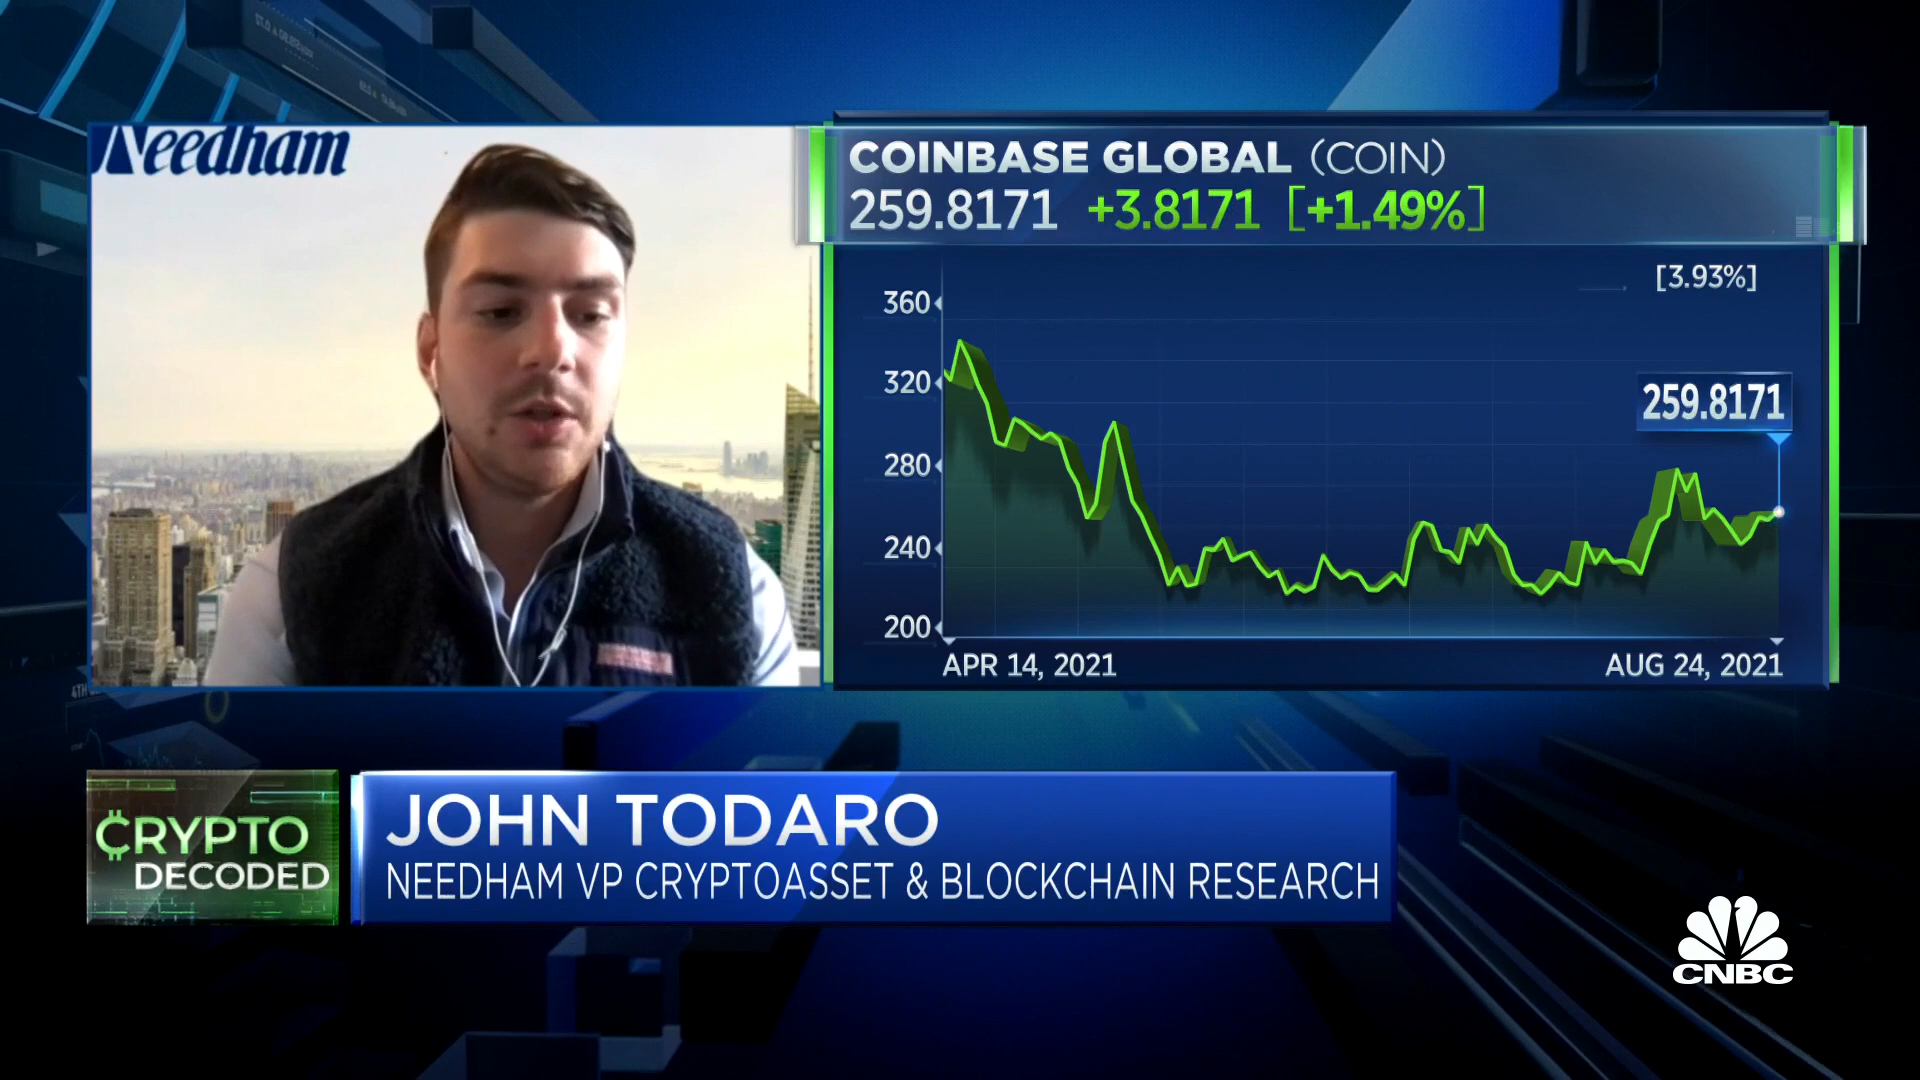 Needham
COINBASE GLOBAL (COIN)
259.8171 +3.8171 [+1.49%]
[3.93%]
360
320
280
240
200
259.8171
APR 14, 2021
AUG 24, 2021
CRYPTO
DECODED
JOHN TODARO
NEEDHAM VP CRYPTOASSET & BLOCKCHAIN RESEARCH
CNBC